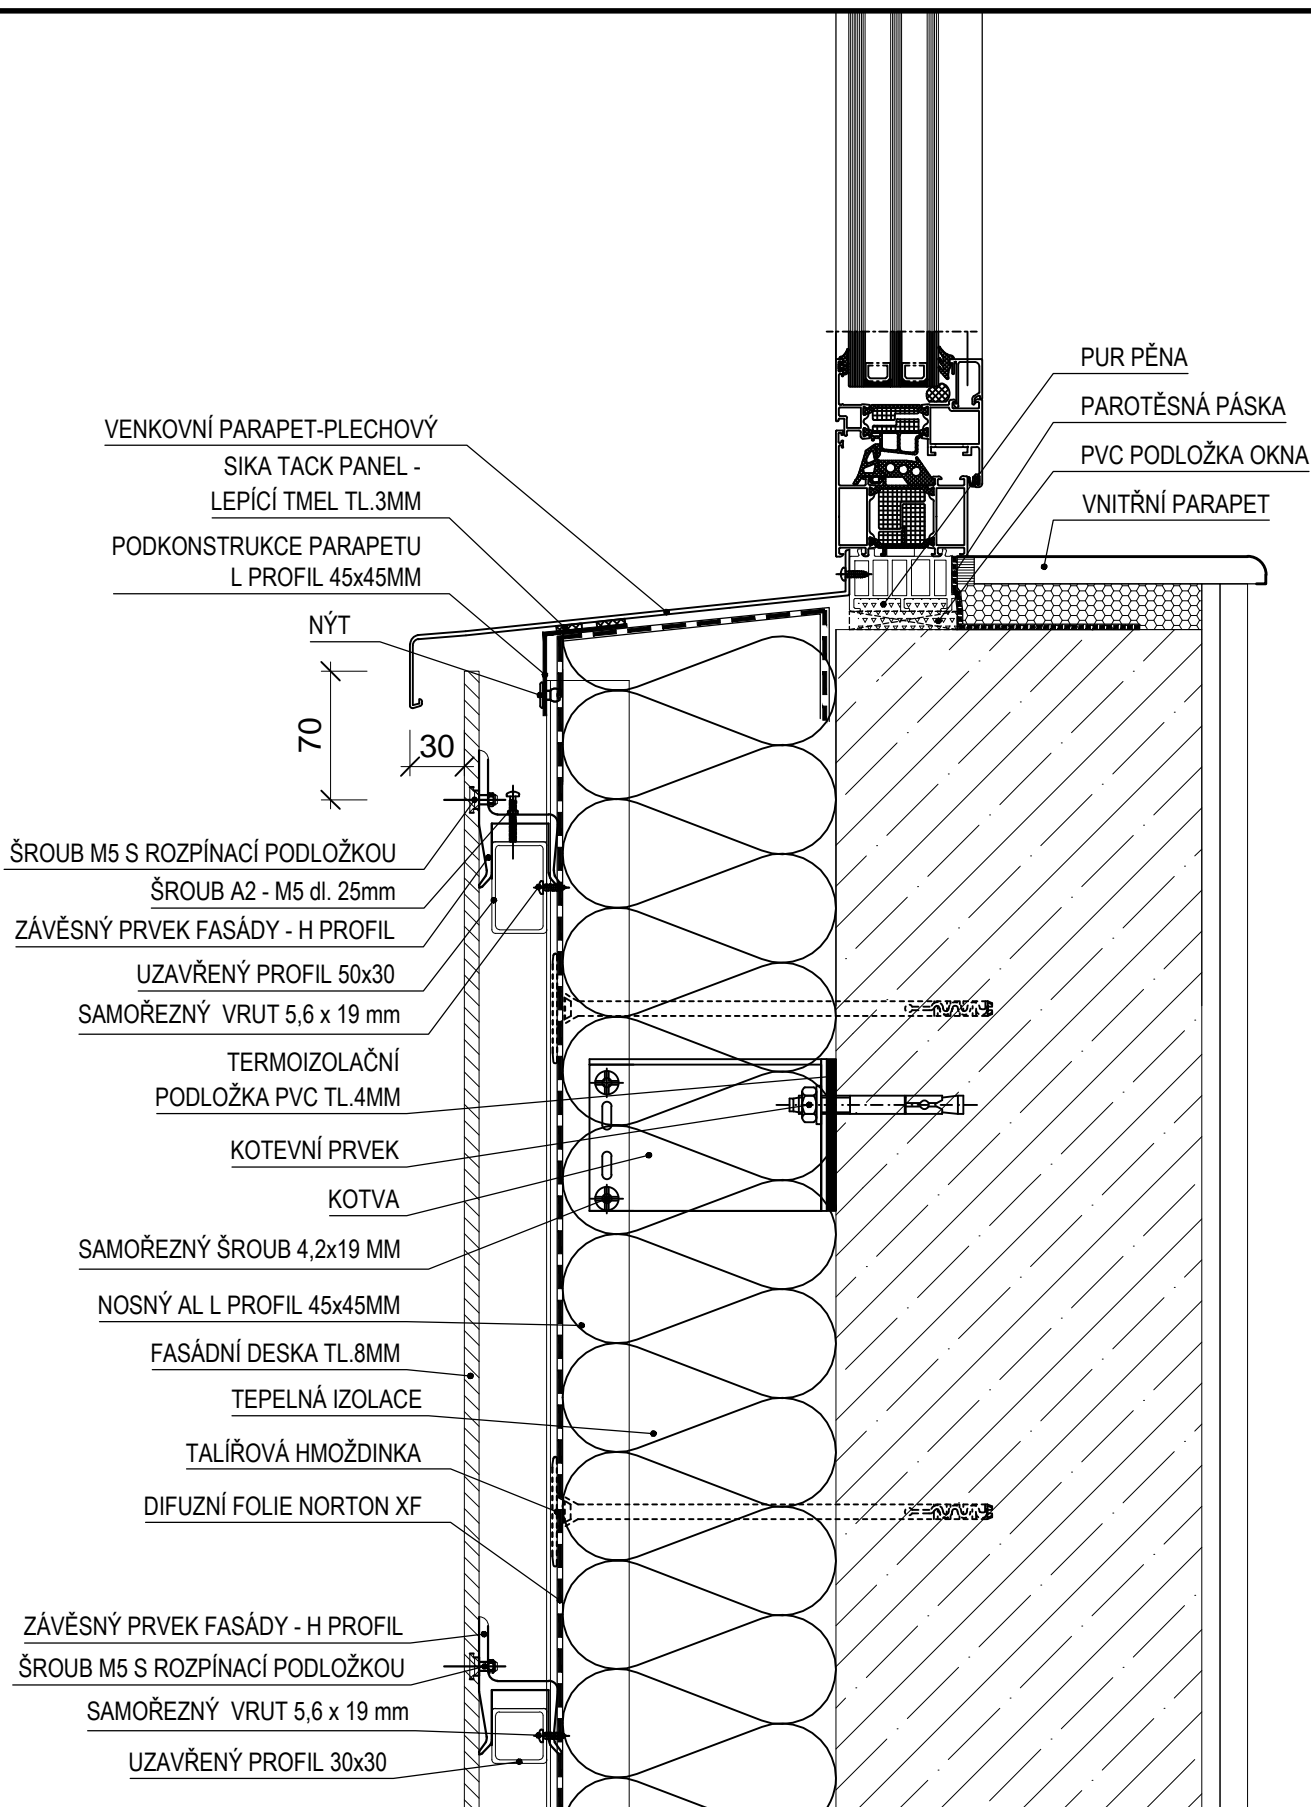 PUR PĚNA
PAROTĚSNÁ PÁSKA
PVC PODLOŽKA OKNA
VNITŘNÍ PARAPET
VENKOVNÍ PARAPET-PLECHOVÝ
SIKA TACK PANEL -
LEPÍCÍ TMEL TL.3MM
PODKONSTRUKCE PARAPETU
L PROFIL 45x45MM
NÝT
70
30
ŠROUB M5 S ROZPÍNACÍ PODLOŽKOU
ŠROUB A2 - M5 dl. 25mm
ZÁVĚSNÝ PRVEK FASÁDY - H PROFIL
UZAVŘENÝ PROFIL 50x30
SAMOŘEZNÝ VRUT 5,6 x 19 mm
TERMOIZOLAČNÍ
PODLOŽKA PVC TL.4MM
KOTEVNÍ PRVEK
KOTVA
SAMOŘEZNÝ ŠROUB 4,2x19 MM
NOSNÝ AL L PROFIL 45x45MM
FASÁDNÍ DESKA TL.8MM
TEPELNÁ IZOLACE
TALÍŘOVÁ HMOŽDINKA
DIFUZNÍ FOLIE NORTON XF
ZÁVĚSNÝ PRVEK FASÁDY - H PROFIL
ŠROUB M5 S ROZPÍNACÍ PODLOŽKOU
SAMOŘEZNÝ VRUT 5,6 x 19 mm
UZAVŘENÝ PROFIL 30x30